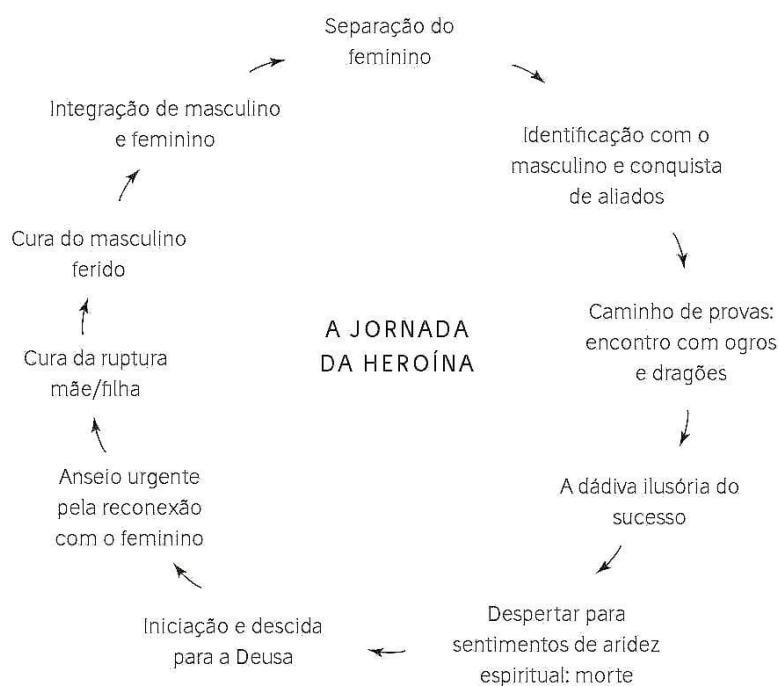 Separação do
feminino
Identificação com o
masculino e conquista
de aliados
Caminho de provas:
encontro com ogros
e dragões
A dádiva ilusória do
sucesso
Despertar para
sentimentos de aridez
espiritual: morte
Iniciação e descida
para a Deusa
Anseio urgente
pela reconexão
com o feminino
Cura da ruptura
mãe/filha
Cura do masculino
ferido
Integração de masculino
e feminino
A JORNADA
DA HEROÍNA